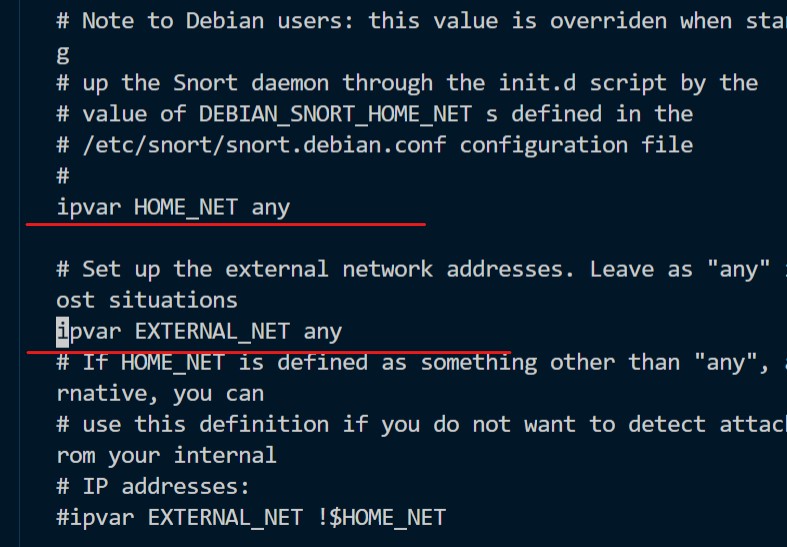 # Note to Debian users: this value is overriden when
g
# up the Snort daemon through the init.d script by the
# value of DEBIAN_SNORT_HOME_NET s defined in the
# /etc/snort/snort.debian.conf configuration file
#
ipvar HOME_NET any
# Set up the external network addresses. Leave as "any"
ost situations
ipvar EXTERNAL_NET any
# If HOME_NET is defined as something other than "any",
rnative, you can
# use this definition if you do not want to detect
rom your internal
# IP addresses:
#ipvar EXTERNAL_NET !$HOME_NET